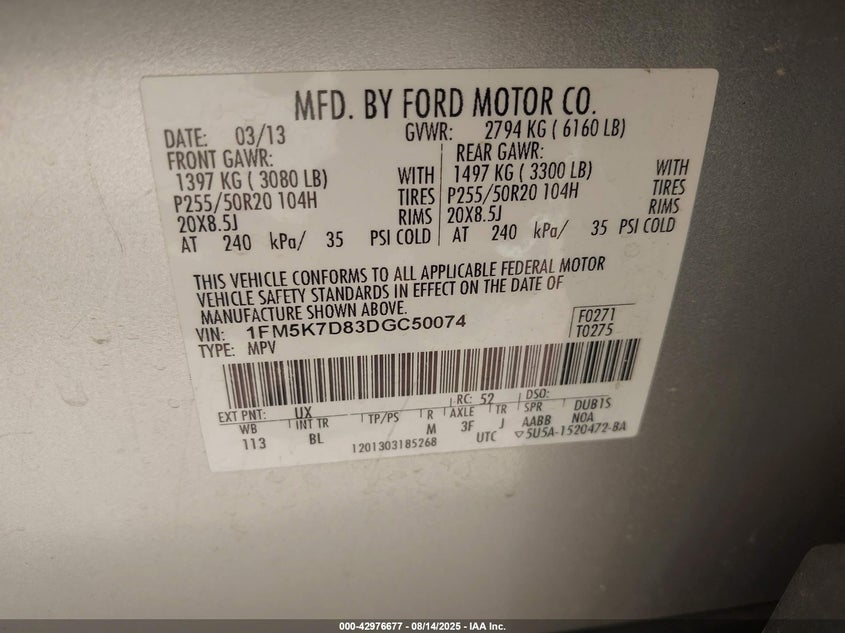 MFD. BY FORD MOTOR CO.
DATE: 03/13 GVWR: 2794 KG ( 6160 LB)
FRONT GAWR: REAR GAWR:
1397 KG ( 3080 LB) WITH 1497 KG ( 3300 LB) WITH
P255/50R20 104H TIRES P255/50R20 104H TIRES
20X8.5J RIMS 20X8.5J RIMS
AT 240 kPa/ 35 PSI COLD AT 240 kPa/ 35 PSI COLD
THIS VEHICLE CONFORMS TO ALL APPLICABLE FEDERAL MOTOR
VEHICLE SAFETY STANDARDS IN EFFECT ON THE DATE OF
MANUFACTURE SHOWN ABOVE.
VIN: 1FM5K7D83DGC50074 F0271
TYPE: MPV T0275
EXT PNT: UX RC: 52 DSO:
WB INT TR TP/PS R AXLE TR SPR DUB1S
113 BL M 3F J AABB NOA
1201303185268 UTC ▽5U5A-1520472-BA
000-42976677 - 08/14/2025 - IAA Inc.